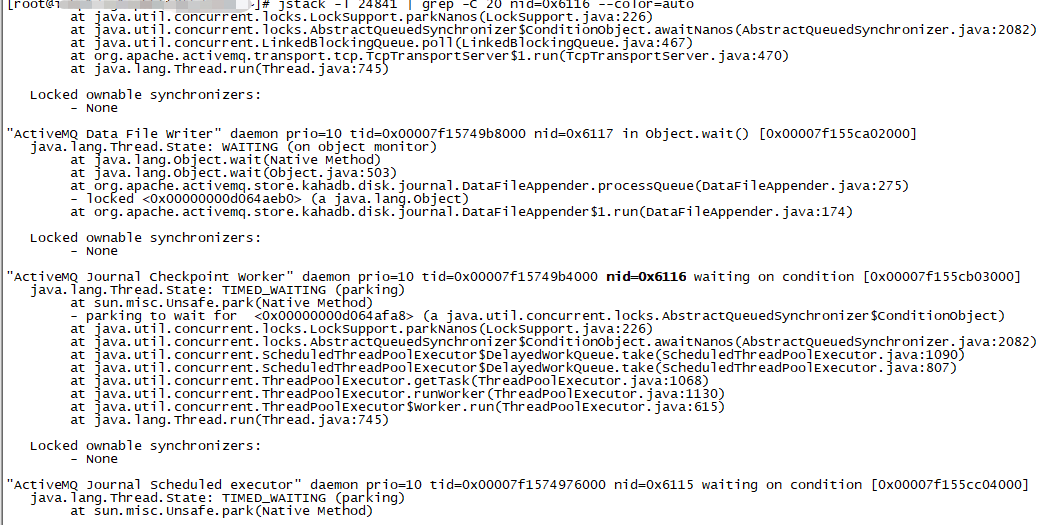 [root@ ]# jstack -l 24841 | grep -C 20 nid=0x6116 --color=auto
at java.util.concurrent.locks.LockSupport.parkNanos(LockSupport.java:226)
at java.util.concurrent.locks.AbstractQueuedSynchronizer$ConditionObject.awaitNanos(AbstractQueuedSynchronizer.java:2082)
at java.util.concurrent.LinkedBlockingQueue.poll(LinkedBlockingQueue.java:467)
at org.apache.activemq.transport.tcp.TcpTransportServer$1.run(TcpTransportServer.java:470)
at java.lang.Thread.run(Thread.java:745)
Locked ownable synchronizers:
- None
"ActiveMQ Data File Writer" daemon prio=10 tid=0x00007f15749b8000 nid=0x6117 in Object.wait() [0x00007f155ca02000]
java.lang.Thread.State: WAITING (on object monitor)
at java.lang.Object.wait(Native Method)
at java.lang.Object.wait(Object.java:503)
at org.apache.activemq.store.kahadb.disk.journal.DataFileAppender.processQueue(DataFileAppender.java:275)
- locked <0x00000000d064aeb0> (a java.lang.Object)
at org.apache.activemq.store.kahadb.disk.journal.DataFileAppender$1.run(DataFileAppender.java:174)
Locked ownable synchronizers:
- None
"ActiveMQ Journal Checkpoint Worker" daemon prio=10 tid=0x00007f15749b4000 nid=0x6116 waiting on condition [0x00007f155cb03000]
java.lang.Thread.State: TIMED_WAITING (parking)
at sun.misc.Unsafe.park(Native Method)
- parking to wait for  <0x00000000d064afa8> (a java.util.concurrent.locks.AbstractQueuedSynchronizer$ConditionObject)
at java.util.concurrent.locks.LockSupport.parkNanos(LockSupport.java:226)
at java.util.concurrent.locks.AbstractQueuedSynchronizer$ConditionObject.awaitNanos(AbstractQueuedSynchronizer.java:2082)
at java.util.concurrent.ScheduledThreadPoolExecutor$DelayedWorkQueue.take(ScheduledThreadPoolExecutor.java:1090)
at java.util.concurrent.ScheduledThreadPoolExecutor$DelayedWorkQueue.take(ScheduledThreadPoolExecutor.java:807)
at java.util.concurrent.ThreadPoolExecutor.getTask(ThreadPoolExecutor.java:1068)
at java.util.concurrent.ThreadPoolExecutor.runWorker(ThreadPoolExecutor.java:1130)
at java.util.concurrent.ThreadPoolExecutor$Worker.run(ThreadPoolExecutor.java:615)
at java.lang.Thread.run(Thread.java:745)
Locked ownable synchronizers:
- None
"ActiveMQ Journal Scheduled executor" daemon prio=10 tid=0x00007f1574976000 nid=0x6115 waiting on condition [0x00007f155cc04000]
java.lang.Thread.State: TIMED_WAITING (parking)
at sun.misc.Unsafe.park(Native Method)